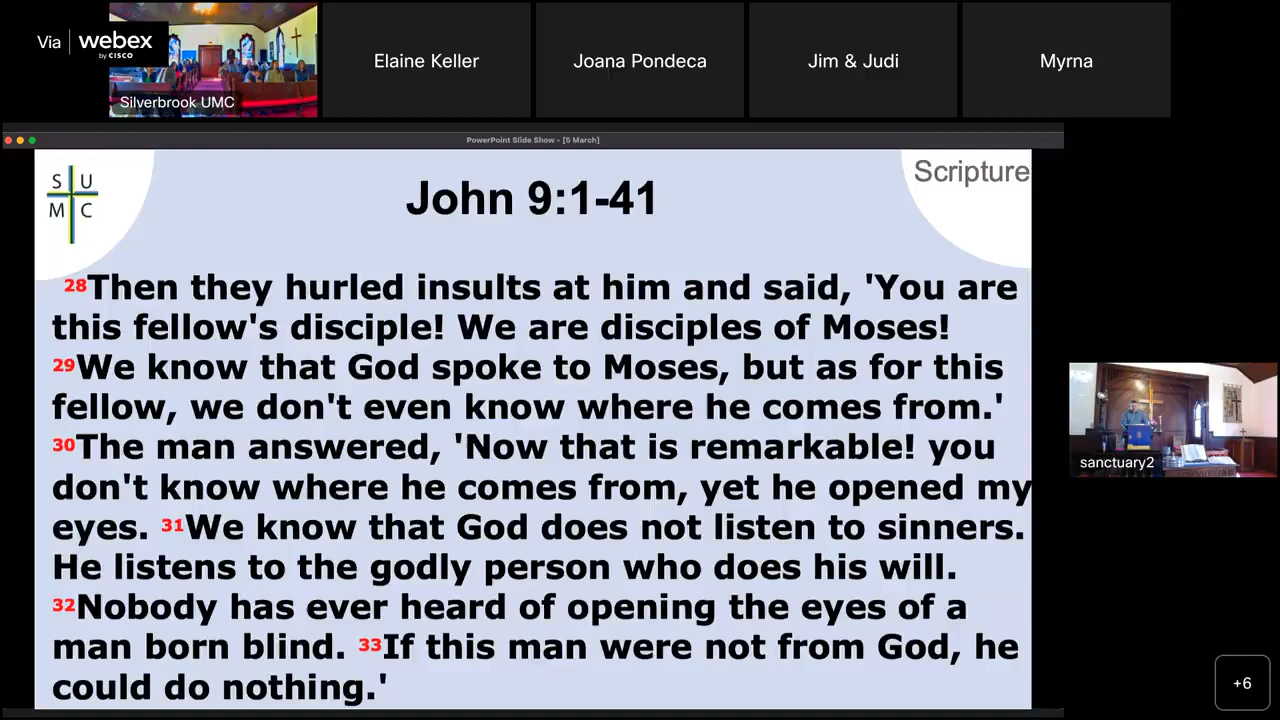 Via webex
by CISCO
Silverbrook UMC
Elaine Keller
Joana Pondeca
Jim & Judi
Myrna
PowerPoint Slide Show - [5 March]
S U
M C
Scripture
John 9:1-41
28Then they hurled insults at him and said, 'You are
this fellow's disciple! We are disciples of Moses!
29We know that God spoke to Moses, but as for this
fellow, we don't even know where he comes from.'
30The man answered, 'Now that is remarkable! you
don't know where he comes from, yet he opened my
eyes. 31We know that God does not listen to sinners.
He listens to the godly person who does his will.
32Nobody has ever heard of opening the eyes of a
man born blind. 33If this man were not from God, he
could do nothing.'
sanctuary2
+6